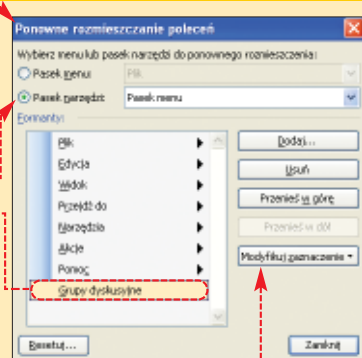 Ponowne rozmieszczanie poleceń
Wybierz menu lub pasek narzędzi do ponownego rozmieszczenia:
Pasek menu: Plik
Pasek narzędzi: Pasek menu
Formanty:
Plik
Edycja
Widok
Przejdź do
Narzędzia
Akcje
Pomoc
Grupy dyskusyjne
Dodaj...
Usuń
Przenieś w górę
Przenieś w dół
Modyfikuj zaznaczenie
Resetuj...
Zamknij